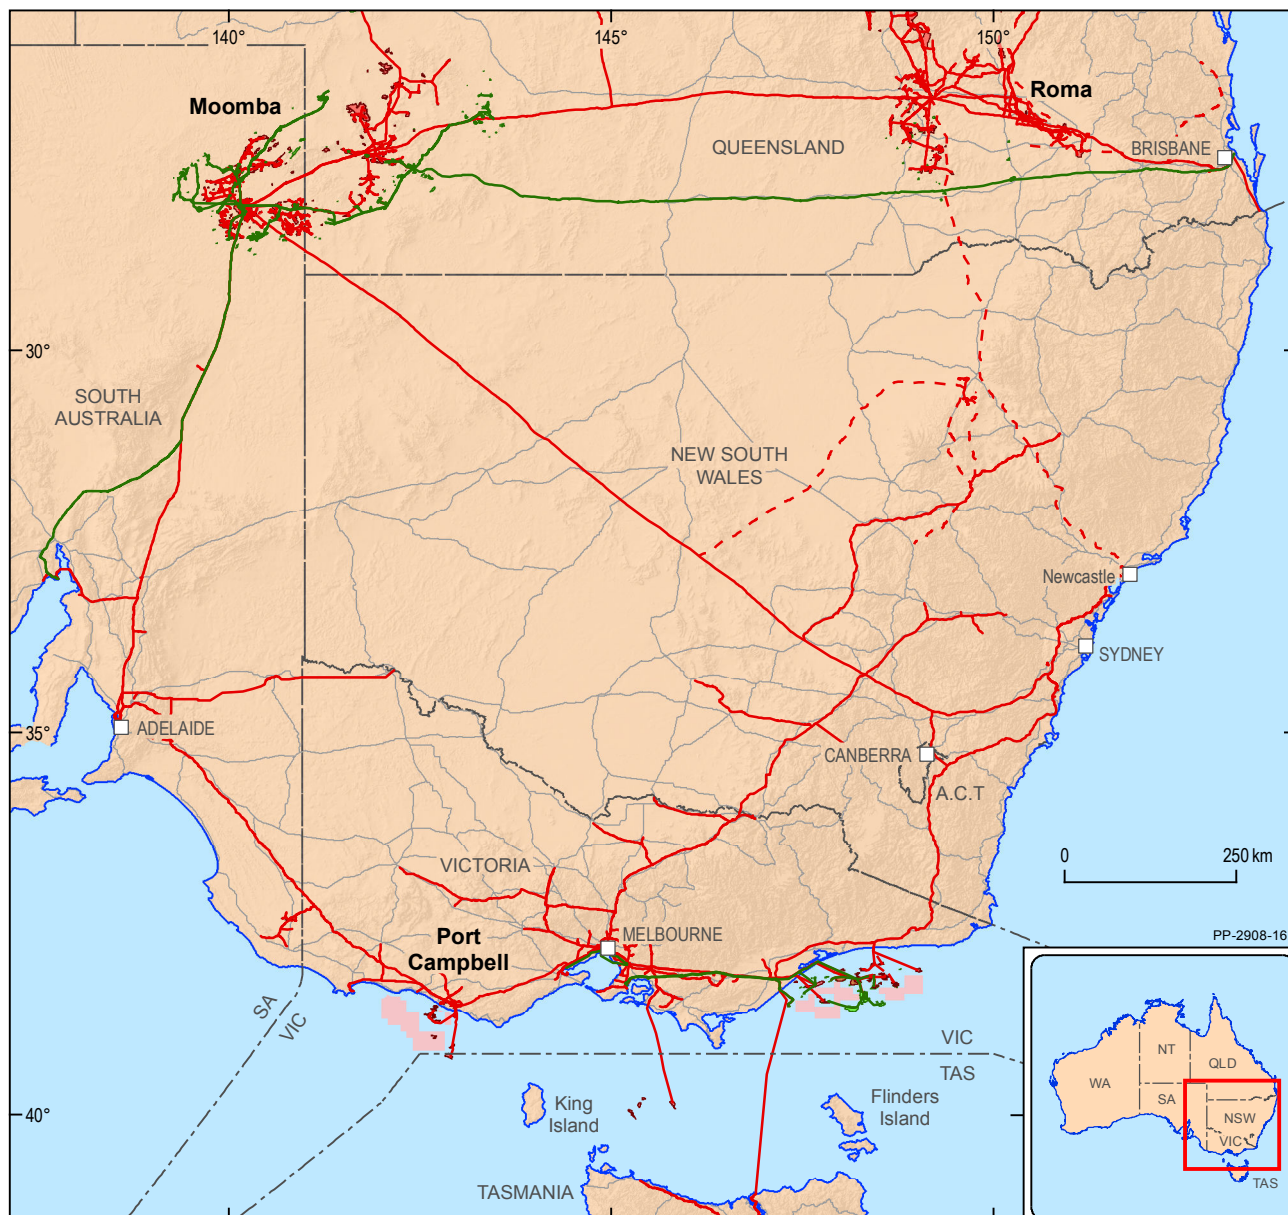 140°
145°
150°
Moomba
Roma
QUEENSLAND
BRISBANE
30°
SOUTH
AUSTRALIA
NEW SOUTH
WALES
Newcastle
SYDNEY
ADELAIDE
35°
CANBERRA
A.C.T
0
250 km
VICTORIA
PP-2908-16
Port
Campbell
MELBOURNE
SA
VIC
VIC
TAS
40°
King
Island
Flinders
Island
TASMANIA
NT
QLD
WA
SA
NSW
VIC
TAS